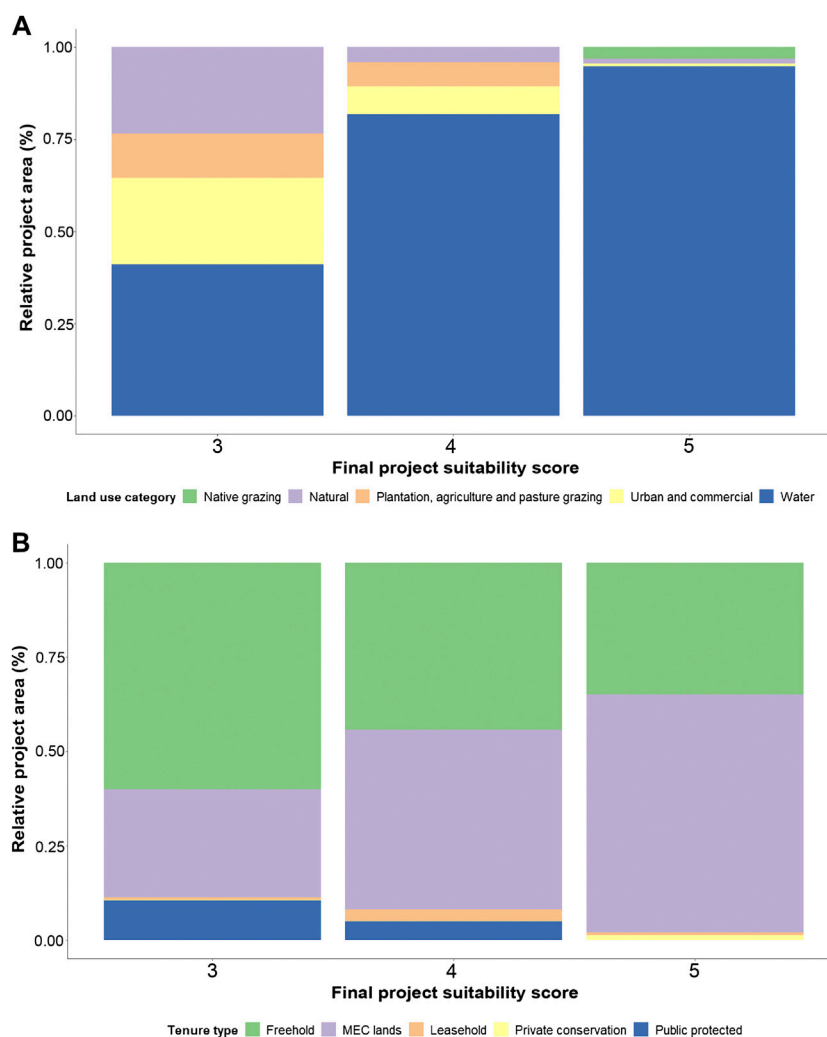 A
1.00
0.75
0.50
0.25
0.00
Relative project area (%)
3 4 5
Final project suitability score
Land use category Native grazing Natural Plantation, agriculture and pasture grazing Urban and commercial Water
B
1.00
0.75
0.50
0.25
0.00
Relative project area (%)
3 4 5
Final project suitability score
Tenure type Freehold MEC lands Leasehold Private conservation Public protected